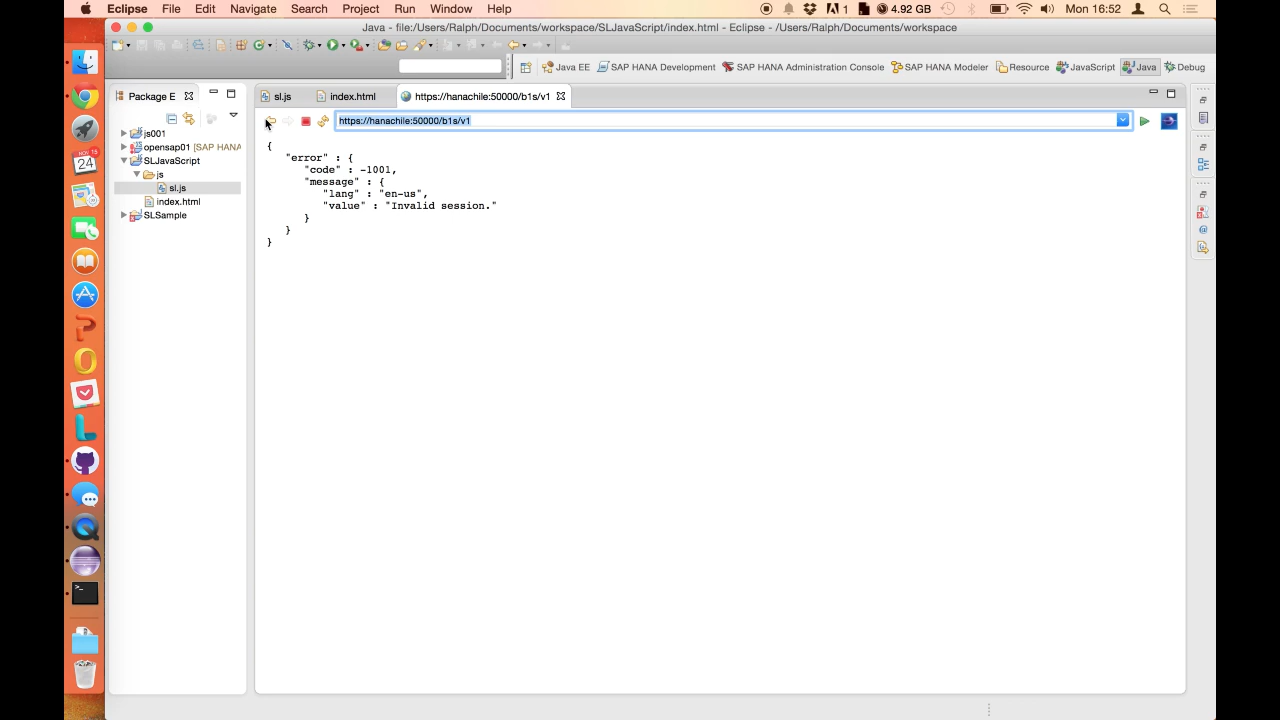 Eclipse File Edit Navigate Search Project Run Window Help 1 4.92 GB Mon 16:52
Java - file:/Users/Ralph/Documents/workspace/SLJavaScript/index.html - Eclipse - /Users/Ralph/Documents/workspace
Java EE SAP HANA Development SAP HANA Administration Console SAP HANA Modeler Resource JavaScript Java Debug
Package E
sl.js index.html https://hanachile:50000/b1s/v1
https://hanachile:50000/b1s/v1
js001
opensap01 [SAP HANA
SLJavaScript
js
sl.js
index.html
SLSample
{
"error" : {
"code" : -1001,
"message" : {
"lang" : "en-us",
"value" : "Invalid session."
}
}
}
NOV 15
24